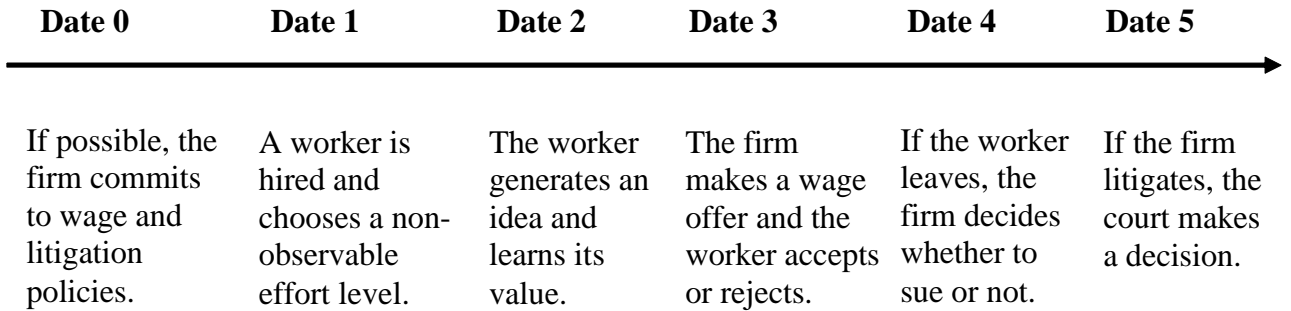 Date 0 Date 1 Date 2 Date 3 Date 4 Date 5
If possible, the
firm commits
to wage and
litigation
policies.
A worker is
hired and
chooses a non-
observable
effort level.
The worker
generates an
idea and
learns its
value.
The firm
makes a wage
offer and the
worker accepts
or rejects.
If the worker
leaves, the
firm decides
whether to
sue or not.
If the firm
litigates, the
court makes
a decision.